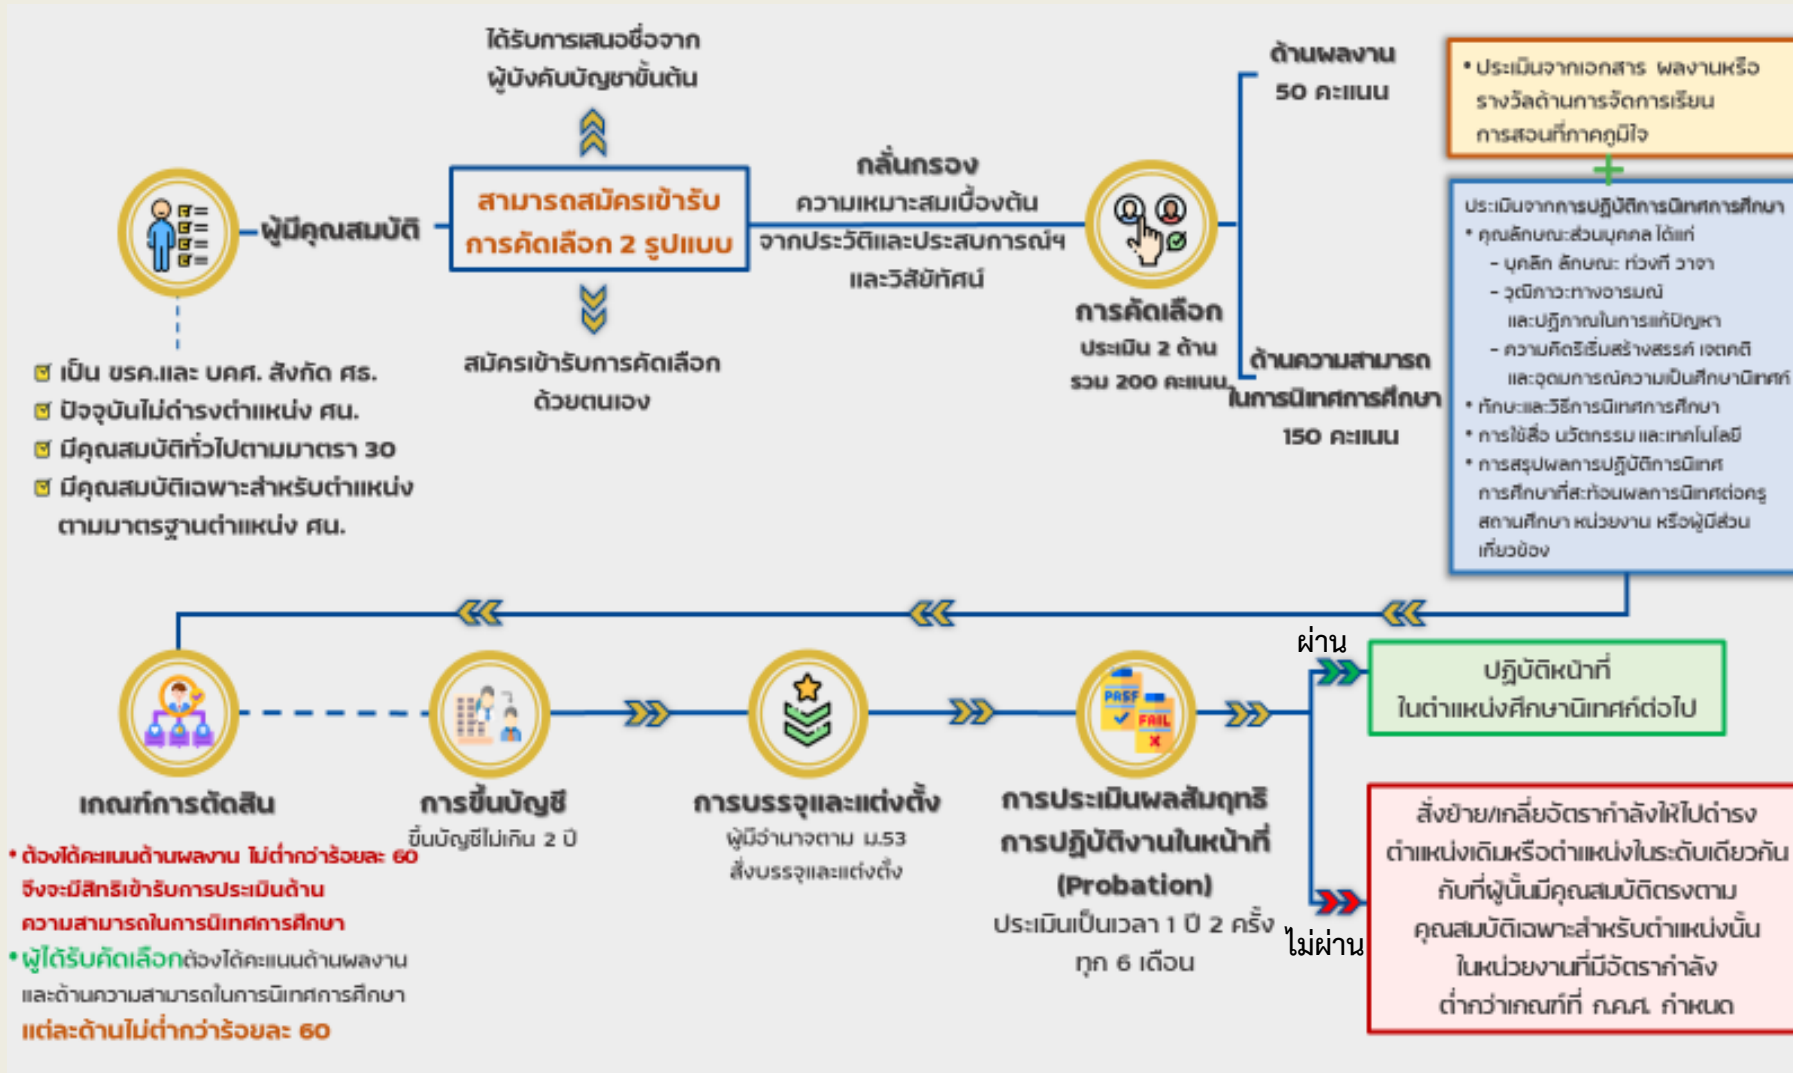 ได้รับการเสนอชื่อจาก
ผู้บังคับบัญชาขั้นต้น
ผู้มีคุณสมบัติ
สามารถสมัครเข้ารับ
การคัดเลือก 2 รูปแบบ
สมัครเข้ารับการคัดเลือก
ด้วยตนเอง
เป็น ขรค.และ บคศ. สังกัด ศธ.
ปัจจุบันไม่ดำรงตำแหน่ง ศน.
มีคุณสมบัติทั่วไปตามมาตรา 30
มีคุณสมบัติเฉพาะสำหรับตำแหน่ง
ตามมาตรฐานตำแหน่ง ศน.
กลั่นกรอง
ความเหมาะสมเบื้องต้น
จากประวัติและประสบการณ์ฯ
และวิสัยทัศน์
การคัดเลือก
ประเมิน 2 ด้าน
รวม 200 คะแนน
ด้านผลงาน
50 คะแนน
ด้านความสามารถ
ในการนิเทศการศึกษา
150 คะแนน
• ประเมินจากเอกสาร ผลงานหรือ
รางวัลด้านการจัดการเรียน
การสอนที่ภาคภูมิใจ
+
ประเมินจากการปฏิบัติการนิเทศการศึกษา
• คุณลักษณะส่วนบุคคล ได้แก่
- บุคลิก ลักษณะ ท่วงที วาจา
- วุฒิภาวะทางอารมณ์
และปฏิภาณในการแก้ปัญหา
- ความคิดริเริ่มสร้างสรรค์ เจตคติ
และอุดมการณ์ความเป็นศึกษานิเทศก์
• ทักษะและวิธีการนิเทศการศึกษา
• การใช้สื่อ นวัตกรรม และเทคโนโลยี
• การสรุปผลการปฏิบัติการนิเทศ
การศึกษาที่สะท้อนผลการนิเทศต่อครู
สถานศึกษา หน่วยงาน หรือผู้มีส่วน
เกี่ยวข้อง
เกณฑ์การตัดสิน
• ต้องได้คะแนนด้านผลงาน ไม่ต่ำกว่าร้อยละ 60
จึงจะมีสิทธิเข้ารับการประเมินด้าน
ความสามารถในการนิเทศการศึกษา
• ผู้ได้รับคัดเลือกต้องได้คะแนนด้านผลงาน
และด้านความสามารถในการนิเทศการศึกษา
แต่ละด้านไม่ต่ำกว่าร้อยละ 60
การขึ้นบัญชี
ขึ้นบัญชีไม่เกิน 2 ปี
การบรรจุและแต่งตั้ง
ผู้มีอำนาจตาม ม.53
สั่งบรรจุและแต่งตั้ง
PASS
FAIL
การประเมินผลสัมฤทธิ
การปฏิบัติงานในหน้าที่
(Probation)
ประเมินเป็นเวลา 1 ปี 2 ครั้ง
ทุก 6 เดือน
ผ่าน
ปฏิบัติหน้าที่
ในตำแหน่งศึกษานิเทศก์ต่อไป
ไม่ผ่าน
สั่งย้าย/เกลี่ยอัตรากำลังให้ไปดำรง
ตำแหน่งเดิมหรือตำแหน่งในระดับเดียวกัน
กับที่ผู้นั้นมีคุณสมบัติตรงตาม
คุณสมบัติเฉพาะสำหรับตำแหน่งนั้น
ในหน่วยงานที่มีอัตรากำลัง
ต่ำกว่าเกณฑ์ที่ ก.ค.ศ. กำหนด